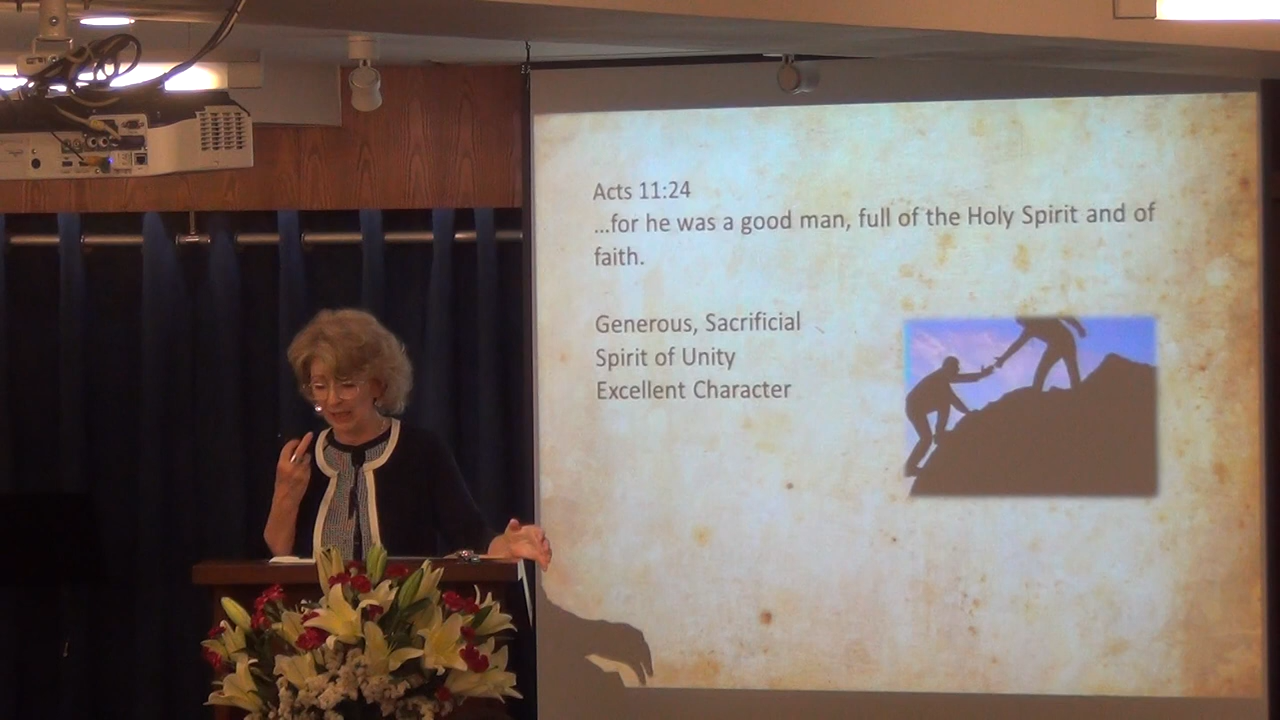 Acts 11:24
...for he was a good man, full of the Holy Spirit and of
faith.
Generous, Sacrificial
Spirit of Unity
Excellent Character